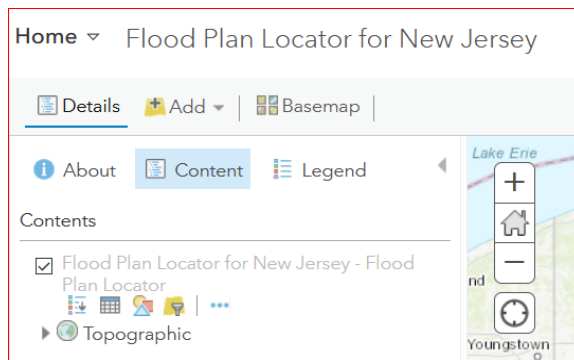 Home Flood Plan Locator for New Jersey
Details Add Basemap
About Content Legend
Contents
Flood Plan Locator for New Jersey - Flood
Plan Locator
Topographic
Lake Erie
nd
Youngstown